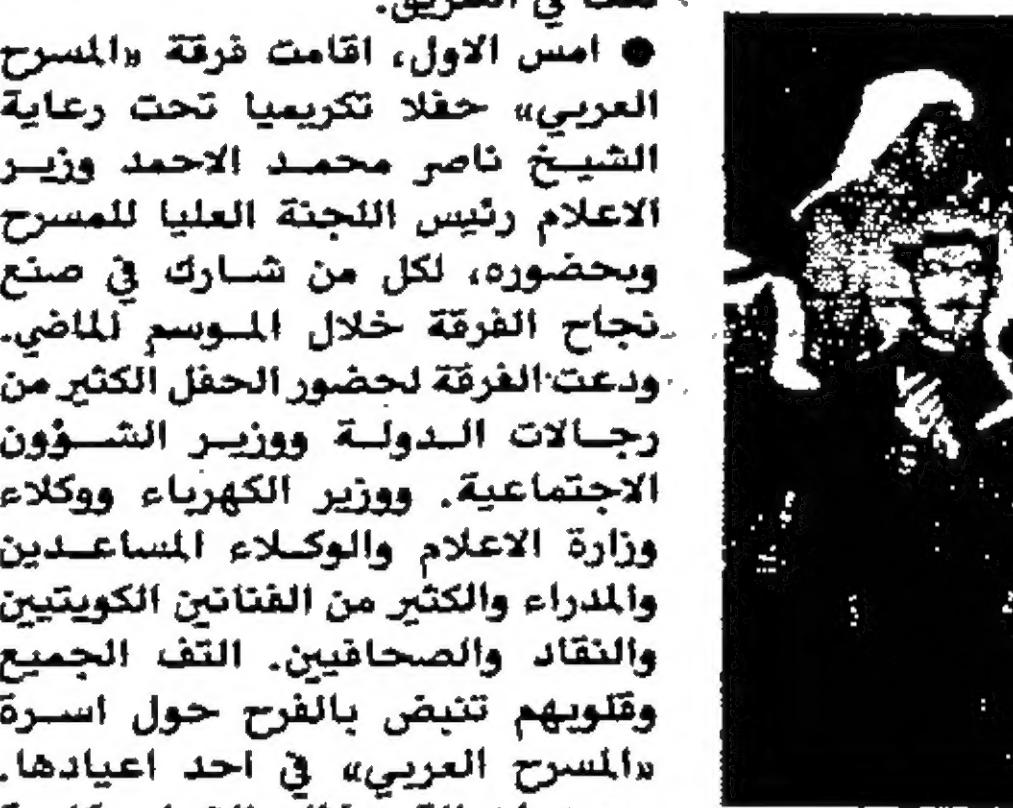 ● امس الاول، اقامت فرقة «المسرح
العربي» حفلا تكريميا تحت رعاية
الشيخ ناصر محمد الاحمد وزير
الاعلام رئيس اللجنة العليا للمسرح
وبحضوره، لكل من شارك في صنع
نجاح الفرقة خلال الموسم الماضي.
ودعت الفرقة لحضور الحفل الكثير من
رجالات الدولة ووزير الشؤون
الاجتماعية. ووزير الكهرباء ووكلاء
وزارة الاعلام والوكلاء المساعدين
والمدراء والكثير من الفنانين الكويتيين
والنقاد والصحافيين. التف الجميع
وقلوبهم تنبض بالفرح حول اسرة
«المسرح العربي» في احد اعيادها.